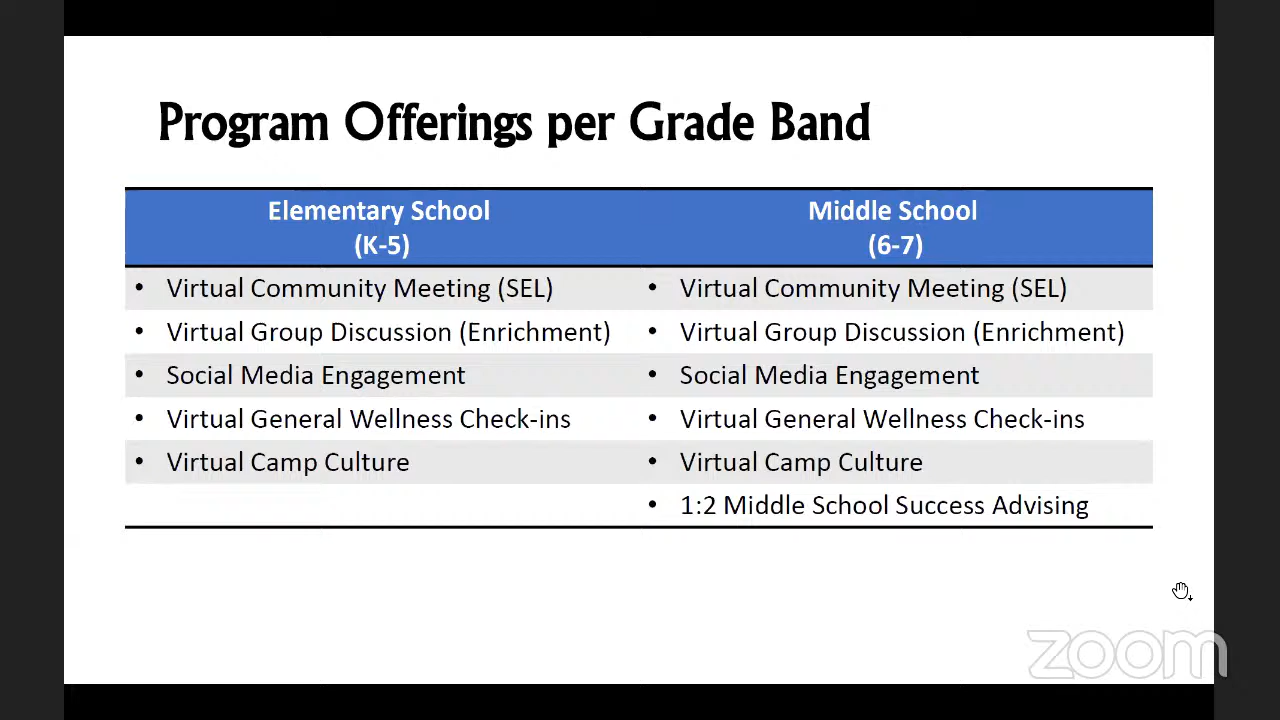 Program Offerings per Grade Band
Elementary School Middle School
(K-5) (6-7)
• Virtual Community Meeting (SEL) • Virtual Community Meeting (SEL)
• Virtual Group Discussion (Enrichment) • Virtual Group Discussion (Enrichment)
• Social Media Engagement • Social Media Engagement
• Virtual General Wellness Check-ins • Virtual General Wellness Check-ins
• Virtual Camp Culture • Virtual Camp Culture
• 1:2 Middle School Success Advising
zoom